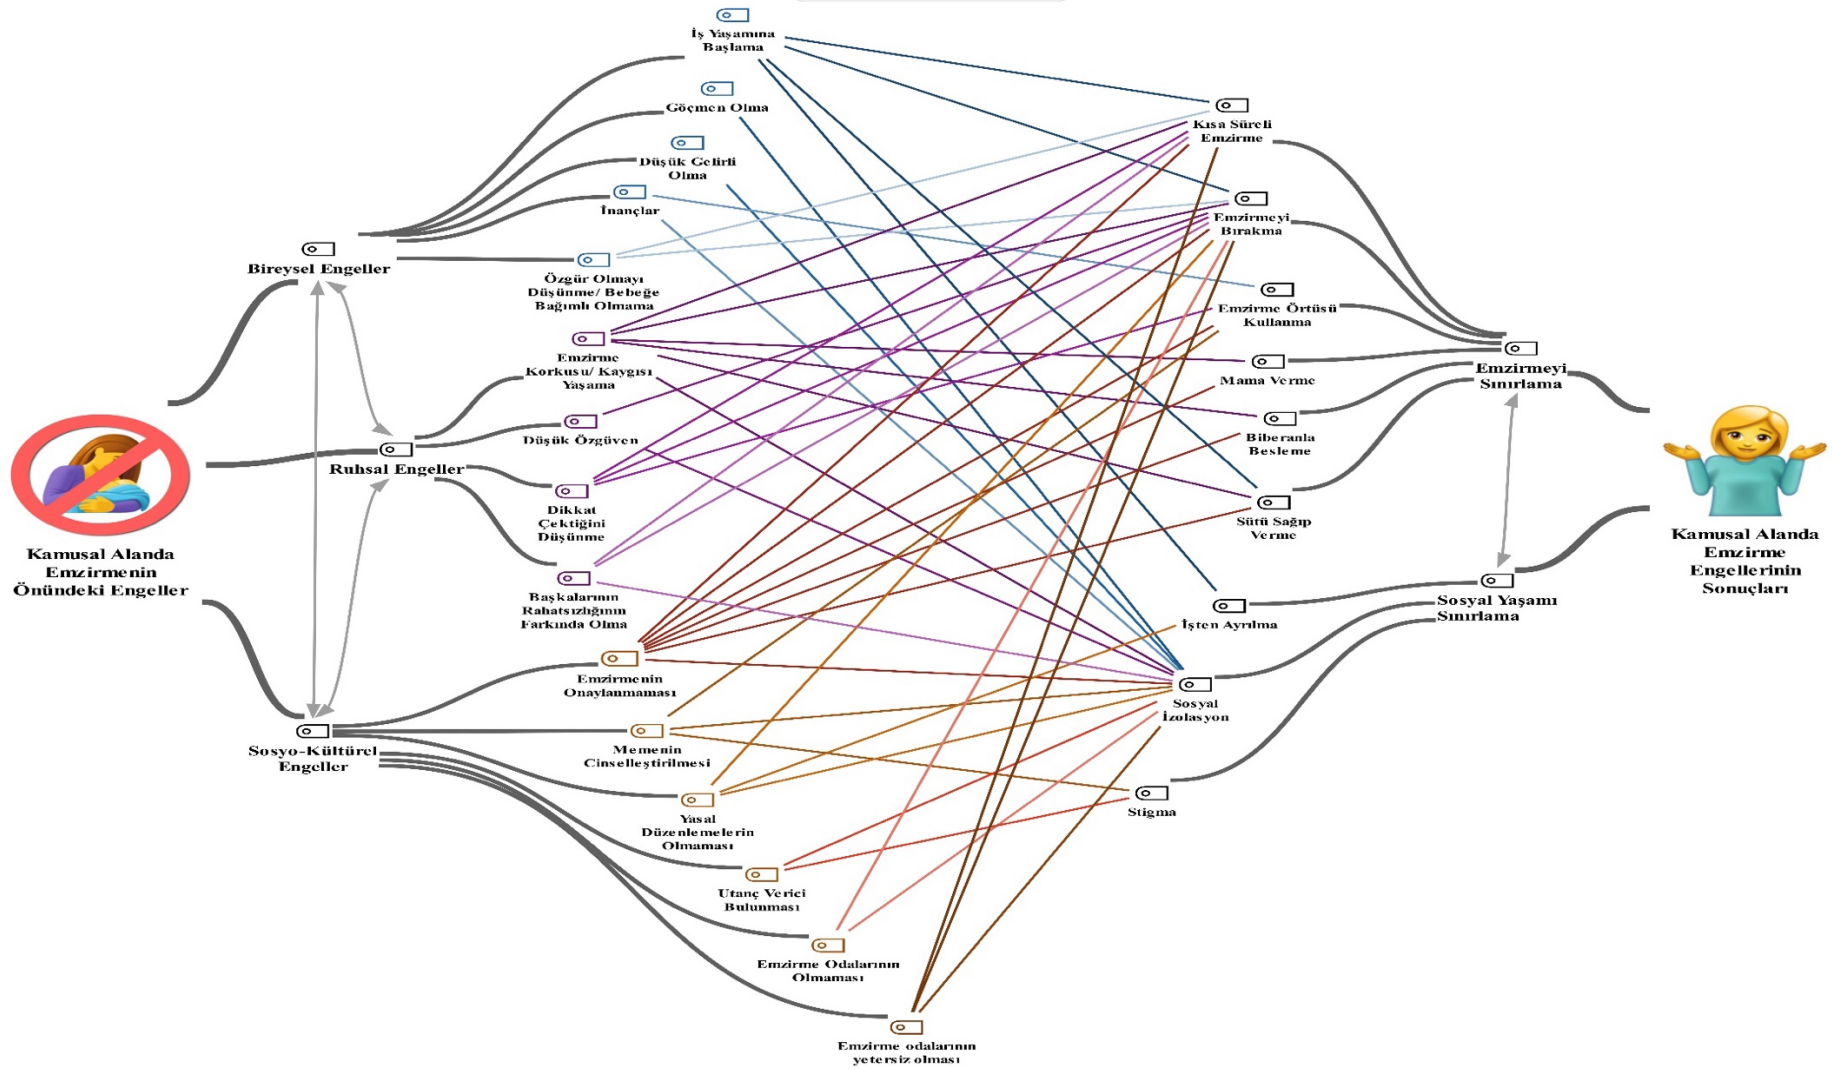 İş Yaşamına
Başlama
Göçmen Olma
Düşük Gelirli
Olma
İnançlar
Bireysel Engeller
Özgür Olmayı
Düşünme/ Bebeğe
Bağımlı Olmama
Emzirme
Korkusu/ Kaygısı
Yaşama
Düşük Özgüven
Ruhsal Engeller
Dikkat
Çektiğini
Düşünme
Başkalarının
Rahatsızlığının
Farkında Olma
Kamusal Alanda
Emzirmenin
Önündeki Engeller
Emzirmenin
Onaylanmaması
Sosyo-Kültürel
Engeller
Memenin
Cinselleştirilmesi
Yasal
Düzenlemelerin
Olmaması
Utanç Verici
Bulunması
Emzirme Odalarının
Olmaması
Emzirme odalarının
yetersiz olması
Kısa Süreli
Emzirme
Emzirmeyi
Bırakma
Emzirme Örtüsü
Kullanma
Mama Verme
Biberanla
Besleme
Sütü Sağıp
Verme
İşten Ayrılma
Sosyal
İzolasyon
Stigma
Emzirmeyi
Sınırlama
Sosyal Yaşamı
Sınırlama
Kamusal Alanda
Emzirme
Engellerinin
Sonuçları